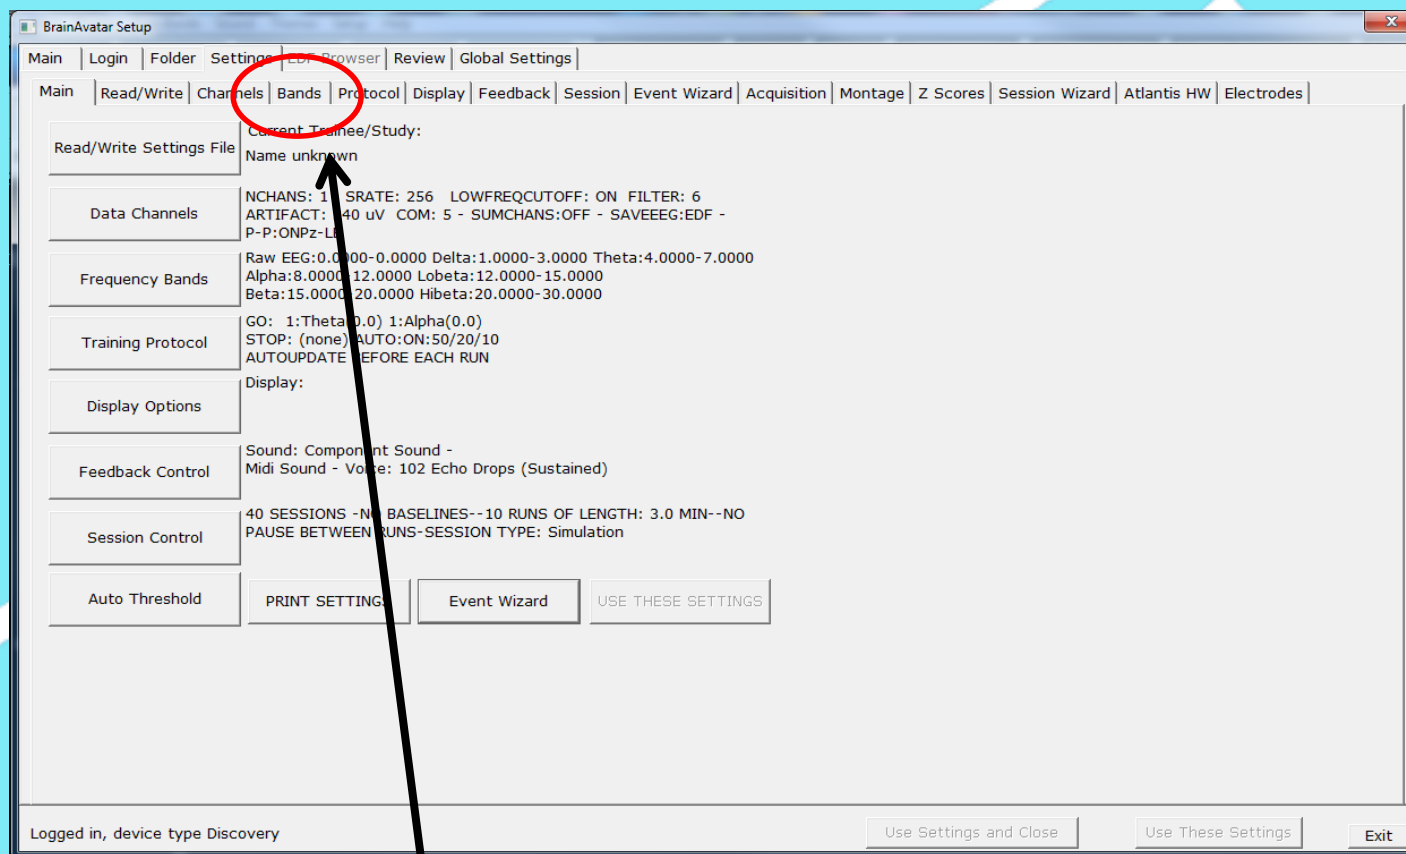 BrainAvatar Setup
Main Login Folder Settings EDF Browser Review Global Settings
Main Read/Write Channels Bands Protocol Display Feedback Session Event Wizard Acquisition Montage Z Scores Session Wizard Atlantis HW Electrodes
Read/Write Settings File
Current Trainee/Study:
Name unknown
Data Channels
NCHANS: 1 SRATE: 256 LOWFREQCUTOFF: ON FILTER: 6
ARTIFACT: 40 uV COM: 5 - SUMCHANS:OFF - SAVEEEG:EDF -
P-P:ONPz-LE
Frequency Bands
Raw EEG:0.0000-0.0000 Delta:1.0000-3.0000 Theta:4.0000-7.0000
Alpha:8.0000-12.0000 Lobeta:12.0000-15.0000
Beta:15.0000-20.0000 Hibeta:20.0000-30.0000
Training Protocol
GO: 1:Theta(0.0) 1:Alpha(0.0)
STOP: (none) AUTO:ON:50/20/10
AUTOUPDATE BEFORE EACH RUN
Display Options
Display:
Feedback Control
Sound: Component Sound -
Midi Sound - Voice: 102 Echo Drops (Sustained)
Session Control
40 SESSIONS -NO BASELINES--10 RUNS OF LENGTH: 3.0 MIN--NO
PAUSE BETWEEN RUNS-SESSION TYPE: Simulation
Auto Threshold
PRINT SETTINGS Event Wizard USE THESE SETTINGS
Logged in, device type Discovery
Use Settings and Close Use These Settings Exit